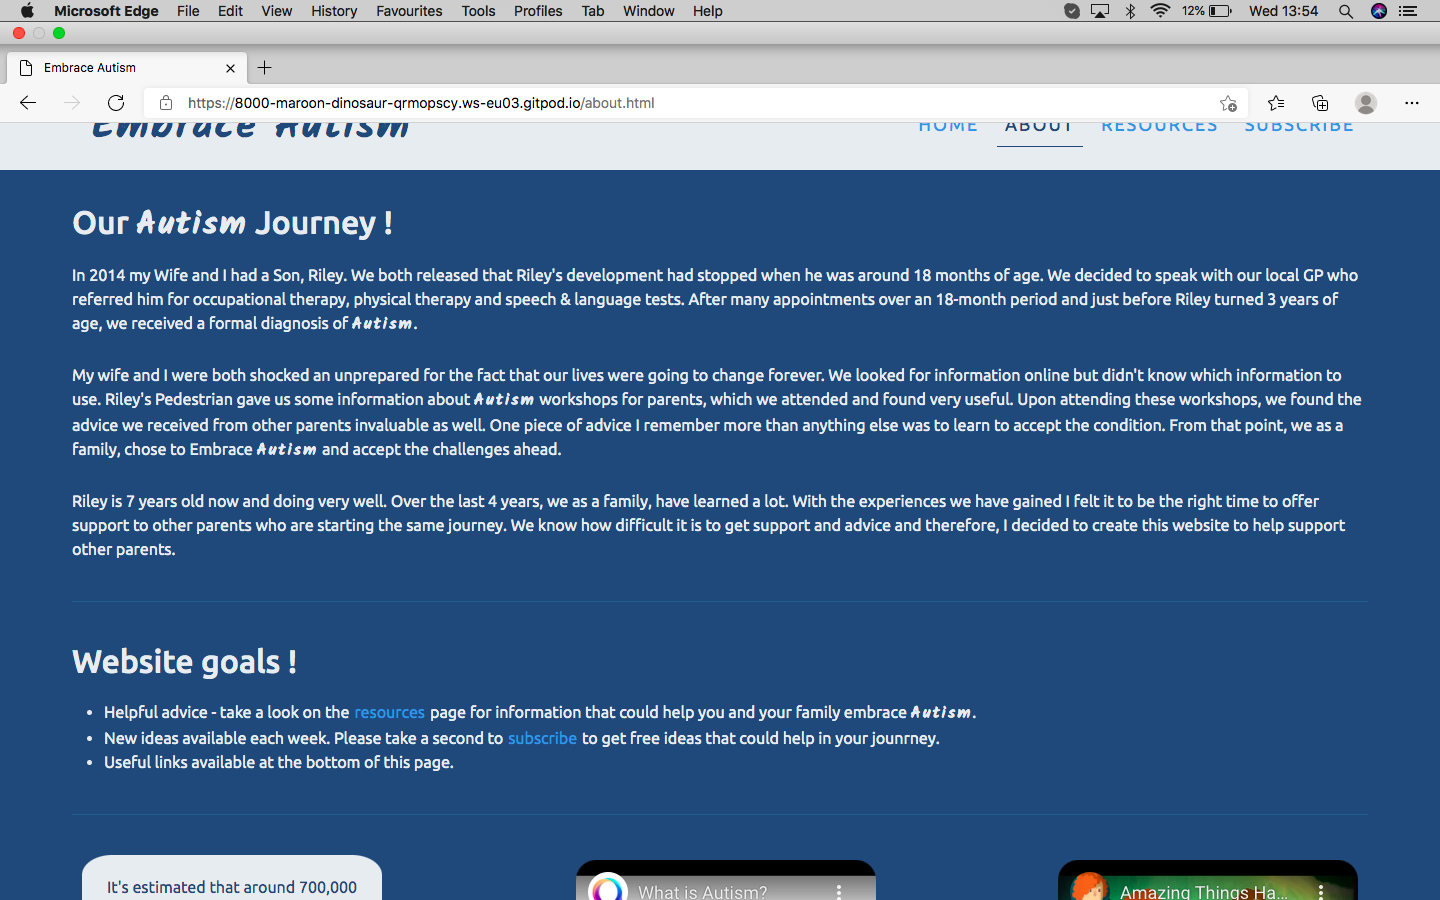 Microsoft Edge File Edit View History Favourites Tools Profiles Tab Window Help 12% Wed 13:54
Embrace Autism
https://8000-maroon-dinosaur-qrmopscy.ws-eu03.gitpod.io/about.html
Embrace Autism HOME ABOUT RESOURCES SUBSCRIBE
Our Autism Journey !
In 2014 my Wife and I had a Son, Riley. We both released that Riley's development had stopped when he was around 18 months of age. We decided to speak with our local GP who
referred him for occupational therapy, physical therapy and speech & language tests. After many appointments over an 18-month period and just before Riley turned 3 years of
age, we received a formal diagnosis of Autism.
My wife and I were both shocked an unprepared for the fact that our lives were going to change forever. We looked for information online but didn't know which information to
use. Riley's Pedestrian gave us some information about Autism workshops for parents, which we attended and found very useful. Upon attending these workshops, we found the
advice we received from other parents invaluable as well. One piece of advice I remember more than anything else was to learn to accept the condition. From that point, we as a
family, chose to Embrace Autism and accept the challenges ahead.
Riley is 7 years old now and doing very well. Over the last 4 years, we as a family, have learned a lot. With the experiences we have gained I felt it to be the right time to offer
support to other parents who are starting the same journey. We know how difficult it is to get support and advice and therefore, I decided to create this website to help support
other parents.
Website goals !
• Helpful advice - take a look on the resources page for information that could help you and your family embrace Autism.
• New ideas available each week. Please take a second to subscribe to get free ideas that could help in your jounrney.
• Useful links available at the bottom of this page.
It's estimated that around 700,000
What is Autism?
Amazing Things Ha...